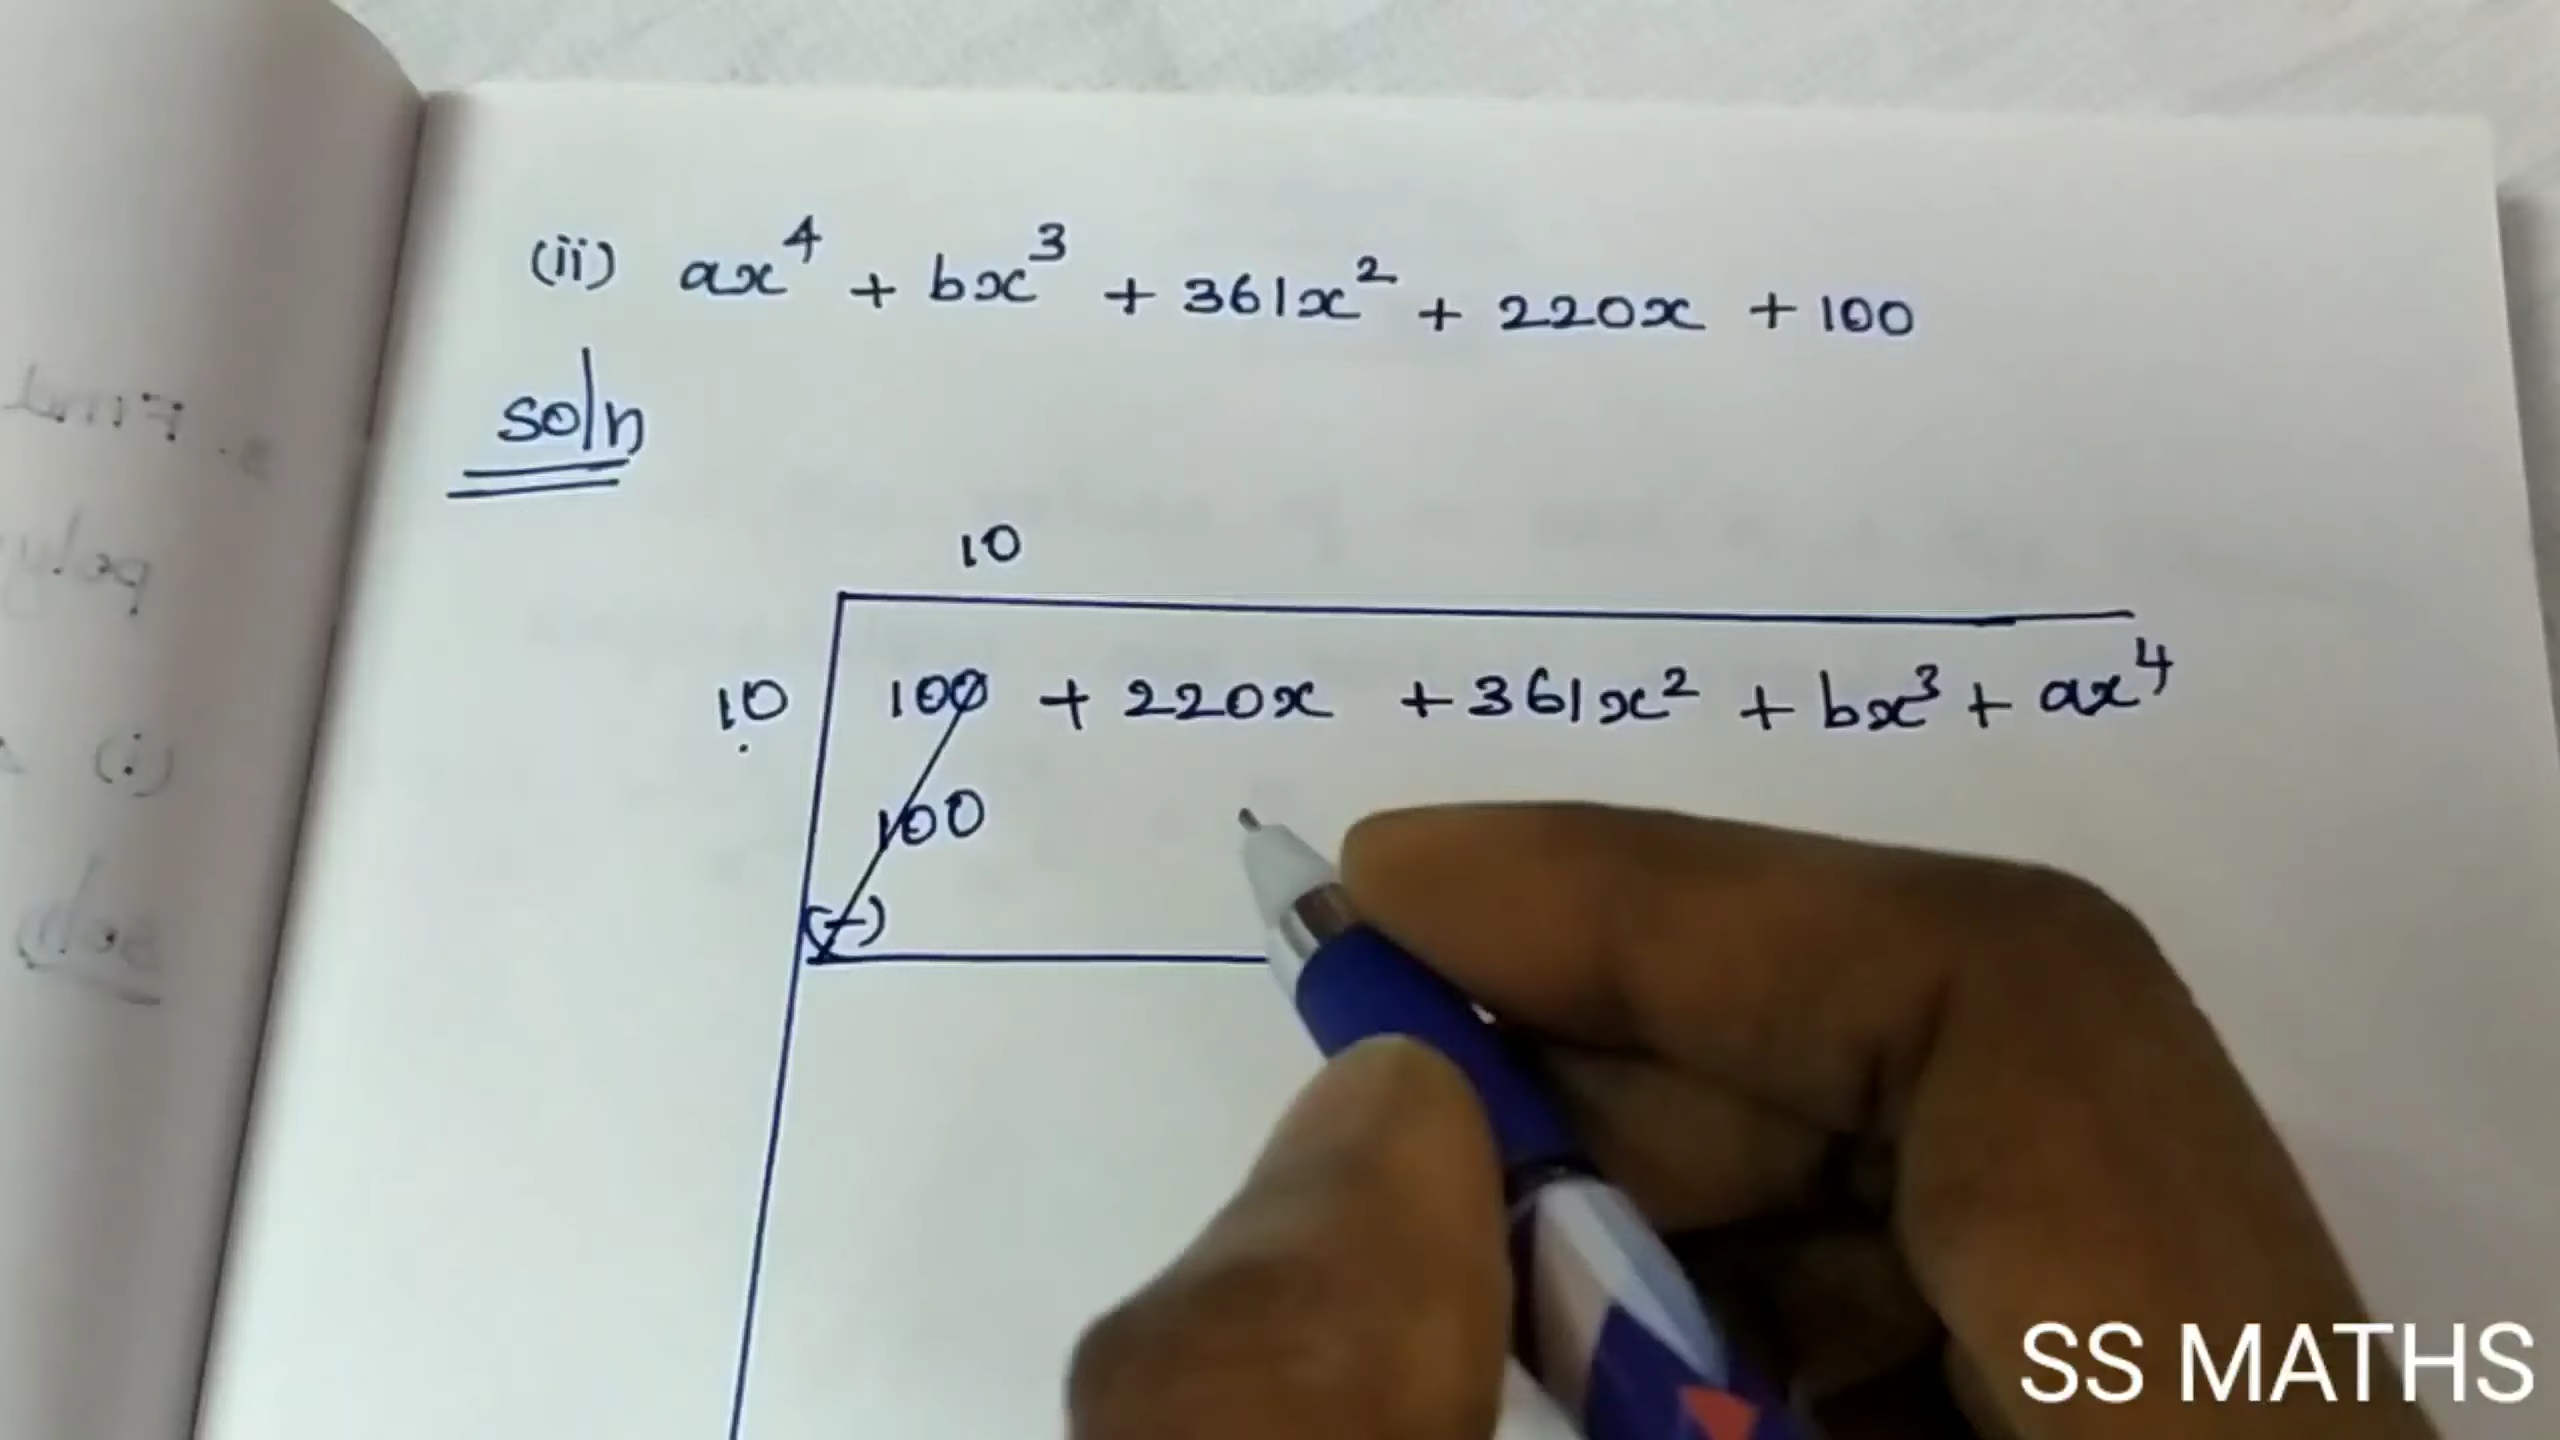 (ii) ax⁴ + bx³ + 361x² + 220x + 100
soln
10
10 100 + 220x + 361x² + bx³ + ax⁴
100
(-)
SS MATHS